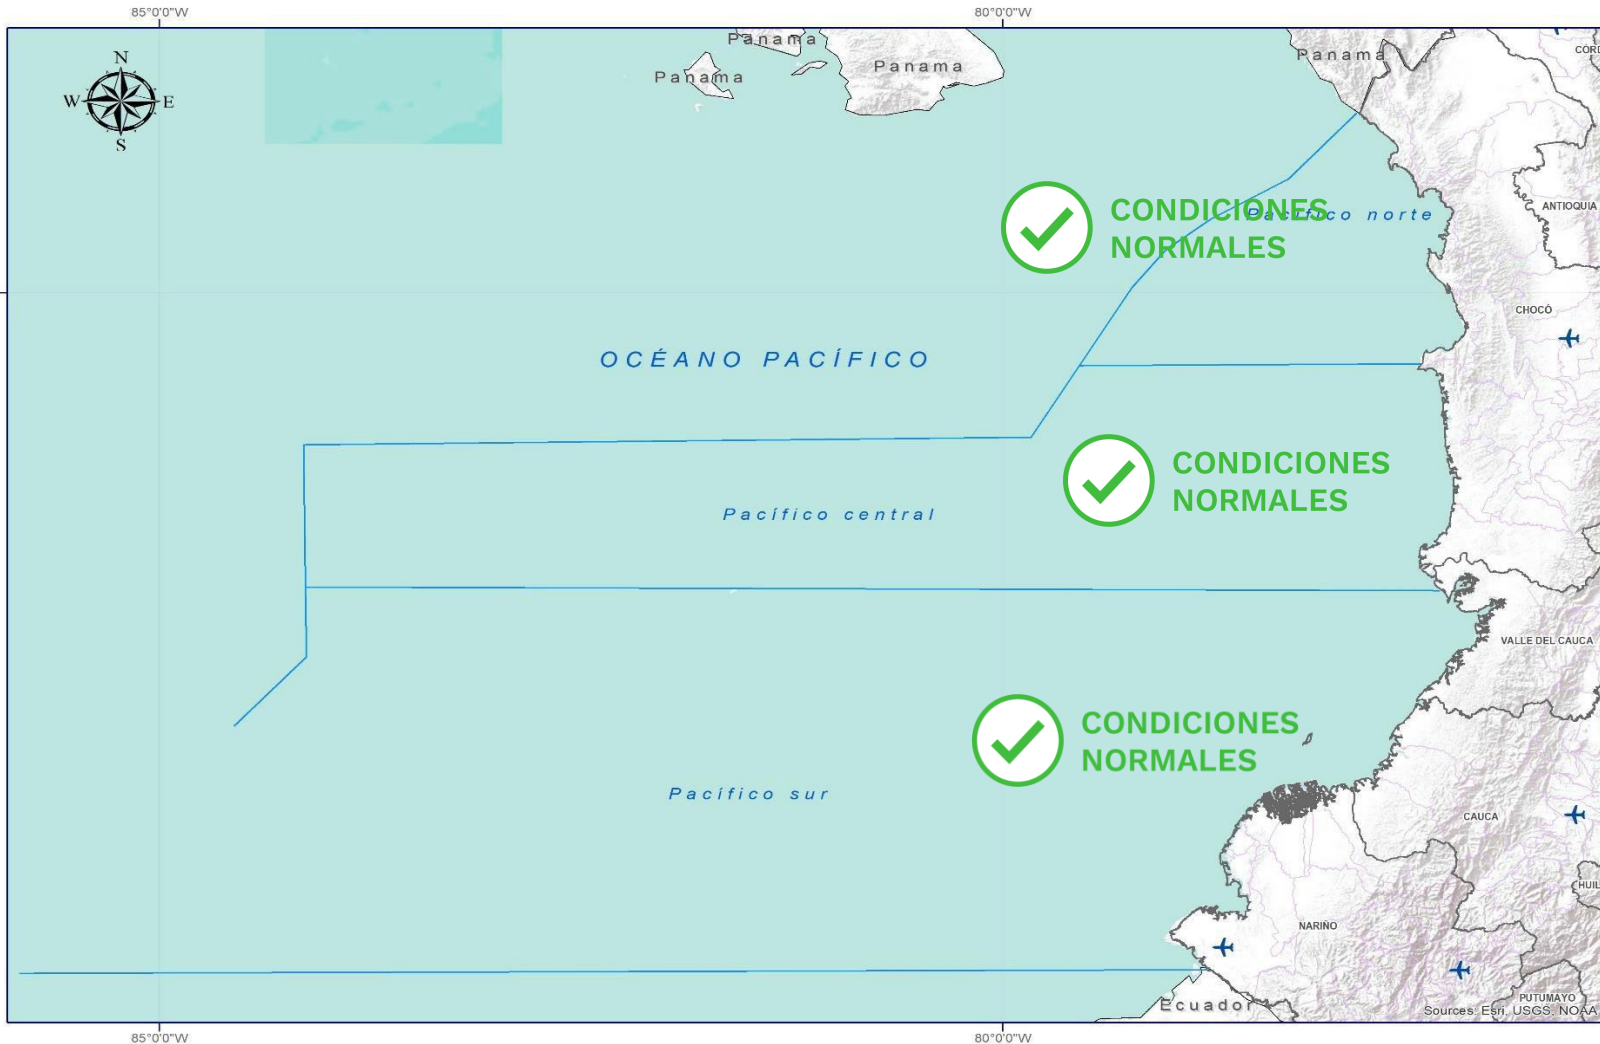 85°0'0"W
80°0'0"W
Panama
Panama
Panama
Panama
N
W
E
S
ANTIOQUIA
CONDICIONES
NORMALES
Pacífico norte
CHOCÓ
OCÉANO PACÍFICO
CONDICIONES
NORMALES
Pacífico central
VALLE DEL CAUCA
CONDICIONES
NORMALES
Pacífico sur
CAUCA
HUIL
NARIÑO
PUTUMAYO
Ecuador
Sources: Esri, USGS, NOAA
85°0'0"W
80°0'0"W